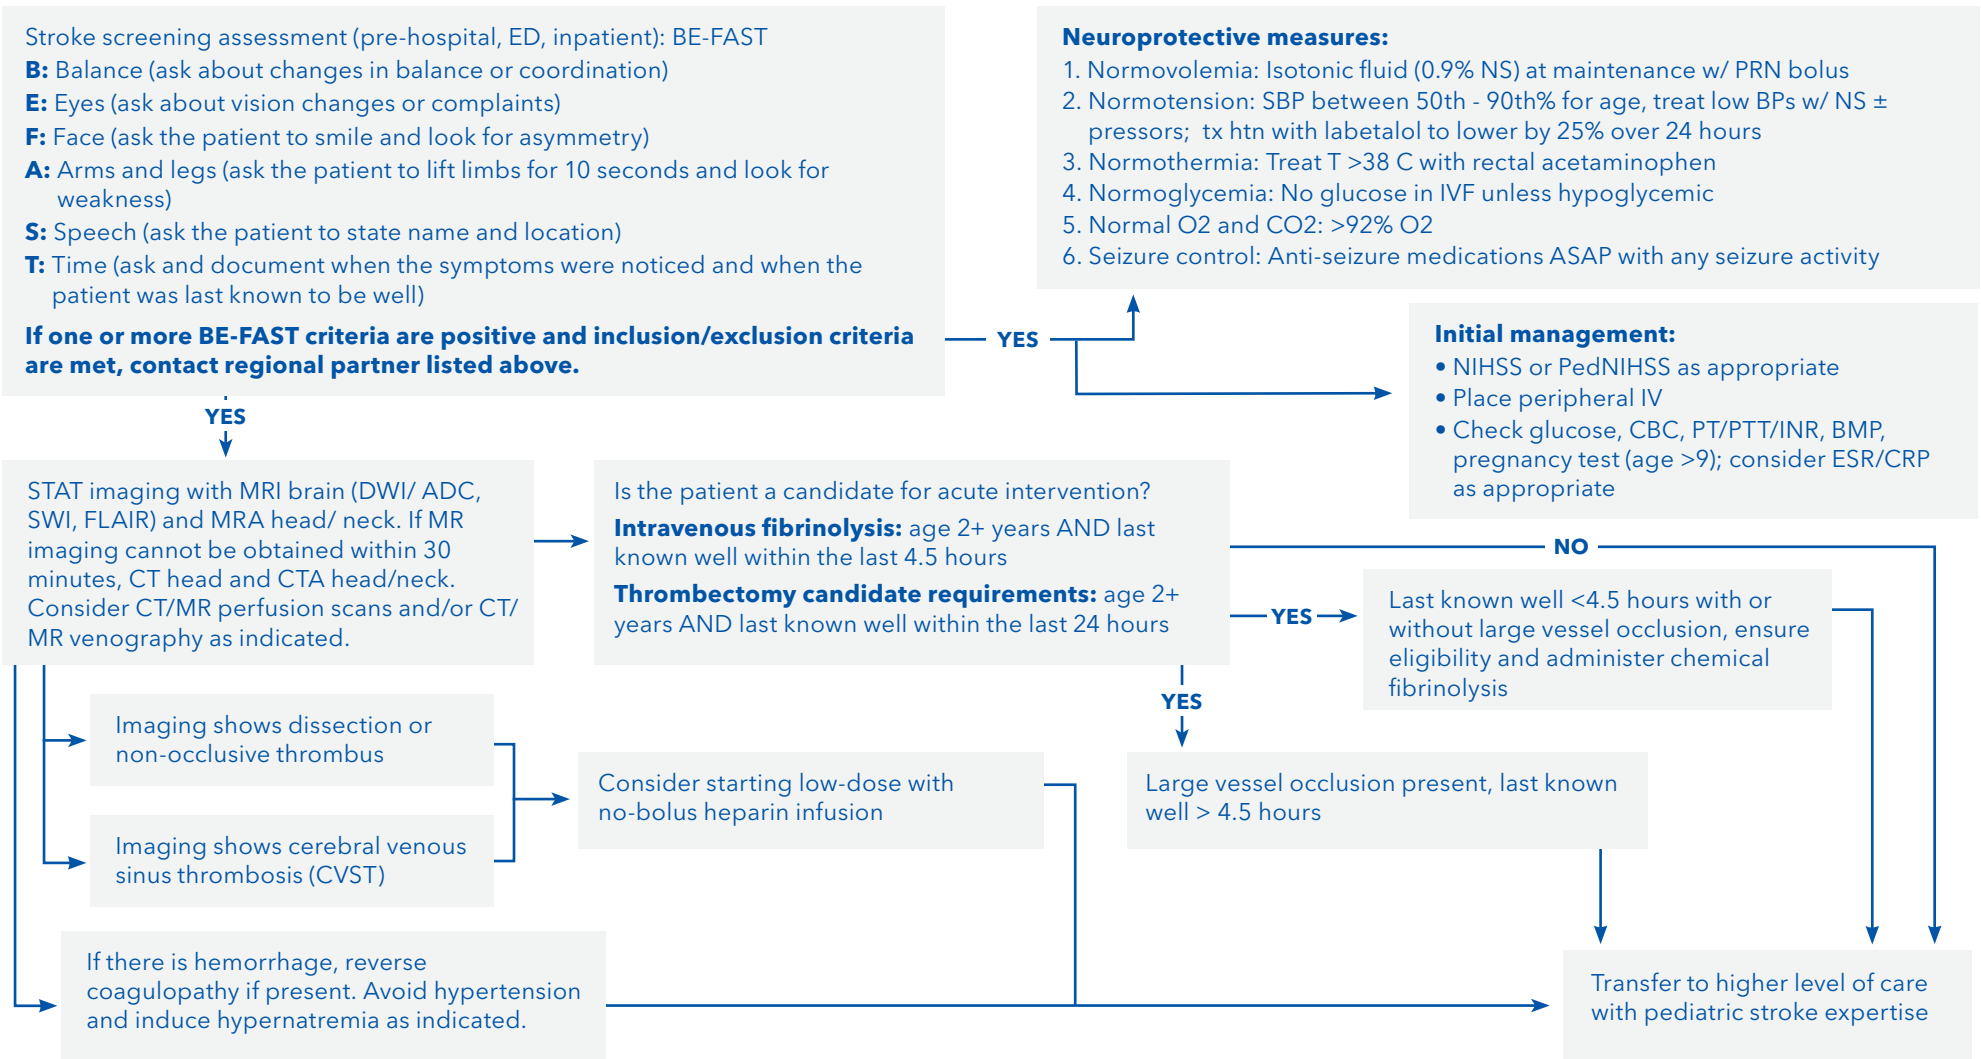 Stroke screening assessment (pre-hospital, ED, inpatient): BE-FAST
B: Balance (ask about changes in balance or coordination)
E: Eyes (ask about vision changes or complaints)
F: Face (ask the patient to smile and look for asymmetry)
A: Arms and legs (ask the patient to lift limbs for 10 seconds and look for
weakness)
S: Speech (ask the patient to state name and location)
T: Time (ask and document when the symptoms were noticed and when the
patient was last known to be well)
If one or more BE-FAST criteria are positive and inclusion/exclusion criteria
are met, contact regional partner listed above.
YES
Neuroprotective measures:
1. Normovolemia: Isotonic fluid (0.9% NS) at maintenance w/ PRN bolus
2. Normotension: SBP between 50th - 90th% for age, treat low BPs w/ NS ±
pressors;  tx htn with labetalol to lower by 25% over 24 hours
3. Normothermia: Treat T >38 C with rectal acetaminophen
4. Normoglycemia: No glucose in IVF unless hypoglycemic
5. Normal O2 and CO2: >92% O2
6. Seizure control: Anti-seizure medications ASAP with any seizure activity
Initial management:
• NIHSS or PedNIHSS as appropriate
• Place peripheral IV
• Check glucose, CBC, PT/PTT/INR, BMP,
pregnancy test (age >9); consider ESR/CRP
as appropriate
YES
STAT imaging with MRI brain (DWI/ ADC,
SWI, FLAIR) and MRA head/ neck. If MR
imaging cannot be obtained within 30
minutes, CT head and CTA head/neck.
Consider CT/MR perfusion scans and/or CT/
MR venography as indicated.
Is the patient a candidate for acute intervention?
Intravenous fibrinolysis: age 2+ years AND last
known well within the last 4.5 hours
Thrombectomy candidate requirements: age 2+
years AND last known well within the last 24 hours
NO
YES
Last known well <4.5 hours with or
without large vessel occlusion, ensure
eligibility and administer chemical
fibrinolysis
YES
Imaging shows dissection or
non-occlusive thrombus
Imaging shows cerebral venous
sinus thrombosis (CVST)
Consider starting low-dose with
no-bolus heparin infusion
Large vessel occlusion present, last known
well > 4.5 hours
If there is hemorrhage, reverse
coagulopathy if present. Avoid hypertension
and induce hypernatremia as indicated.
Transfer to higher level of care
with pediatric stroke expertise